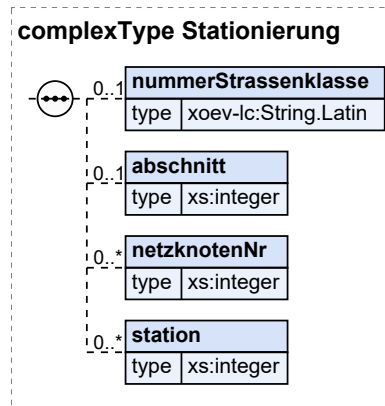 complexType Stationierung
0..1 nummerStrassenklasse
type xoev-lc:String.Latin
0..1 abschnitt
type xs:integer
0..* netzknotenNr
type xs:integer
0..* station
type xs:integer